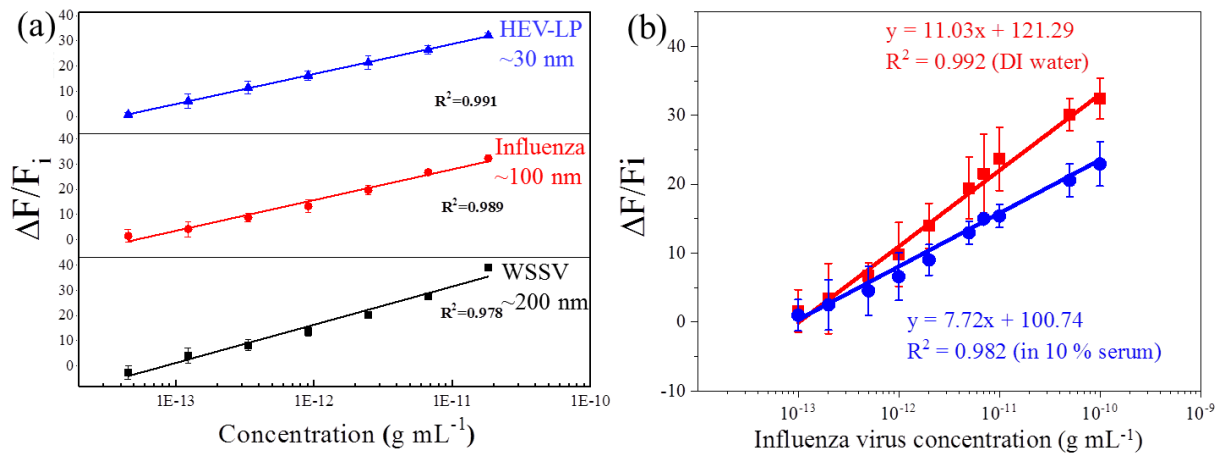 (a)
HEV-LP
~30 nm
R²=0.991
Influenza
~100 nm
R²=0.989
WSSV
~200 nm
R²=0.978
40
30
20
10
0
40
30
20
10
0
40
30
20
10
0
ΔF/Fi
1E-13 1E-12 1E-11 1E-10
Concentration (g mL⁻¹)
(b)
y = 11.03x + 121.29
R² = 0.992 (DI water)
y = 7.72x + 100.74
R² = 0.982 (in 10 % serum)
40
30
20
10
0
-10
ΔF/Fi
10⁻¹³ 10⁻¹² 10⁻¹¹ 10⁻¹⁰ 10⁻⁹
Influenza virus concentration (g mL⁻¹)